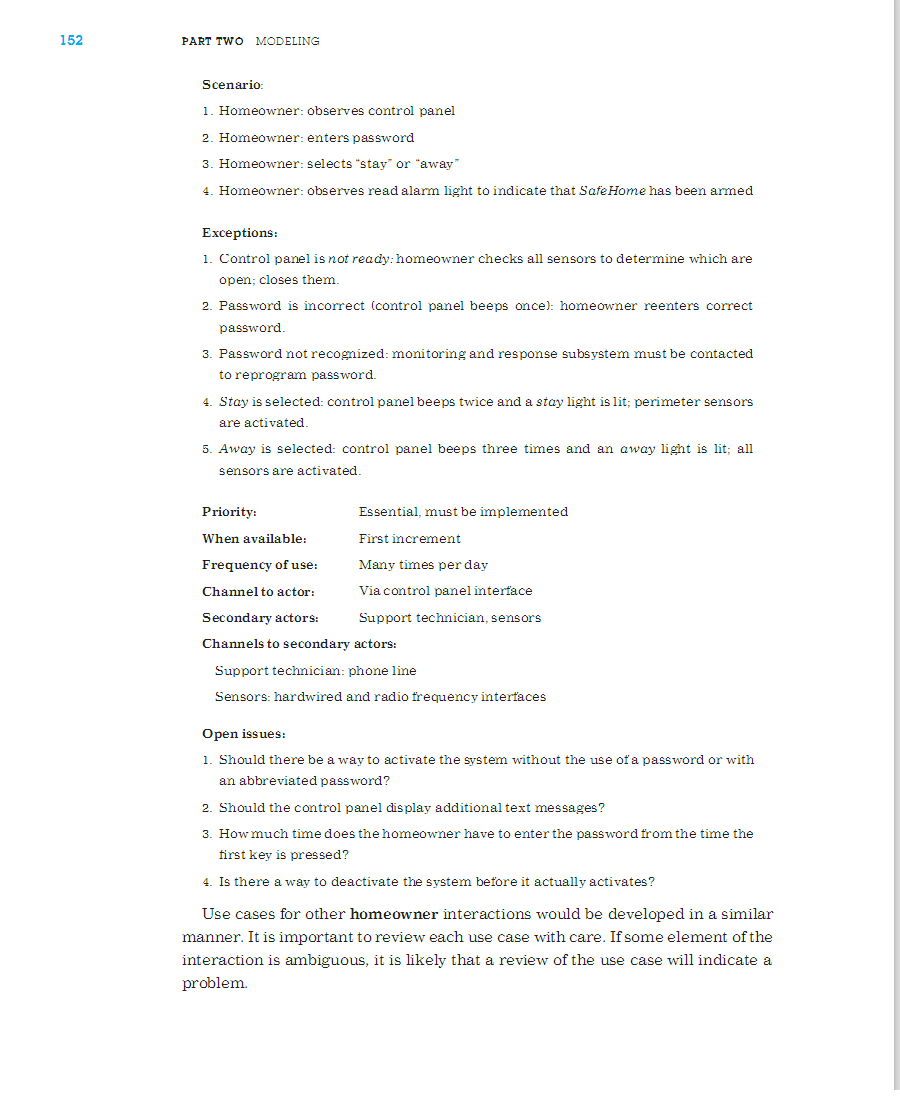 152
PART TWO MODELING
Scenario:
1. Homeowner: observes control panel
2. Homeowner: enters password
3. Homeowner: selects “stay” or “away”
4. Homeowner: observes read alarm light to indicate that SafeHome has been armed
Exceptions:
1. Control panel is not ready: homeowner checks all sensors to determine which are
open; closes them.
2. Password is incorrect (control panel beeps once): homeowner reenters correct
password.
3. Password not recognized: monitoring and response subsystem must be contacted
to reprogram password.
4. Stay is selected: control panel beeps twice and a stay light is lit; perimeter sensors
are activated.
5. Away is selected: control panel beeps three times and an away light is lit; all
sensors are activated.
Priority: Essential, must be implemented
When available: First increment
Frequency of use: Many times per day
Channel to actor: Via control panel interface
Secondary actors: Support technician, sensors
Channels to secondary actors:
Support technician: phone line
Sensors: hardwired and radio frequency interfaces
Open issues:
1. Should there be a way to activate the system without the use of a password or with
an abbreviated password?
2. Should the control panel display additional text messages?
3. How much time does the homeowner have to enter the password from the time the
first key is pressed?
4. Is there a way to deactivate the system before it actually activates?
Use cases for other homeowner interactions would be developed in a similar
manner. It is important to review each use case with care. If some element of the
interaction is ambiguous, it is likely that a review of the use case will indicate a
problem.